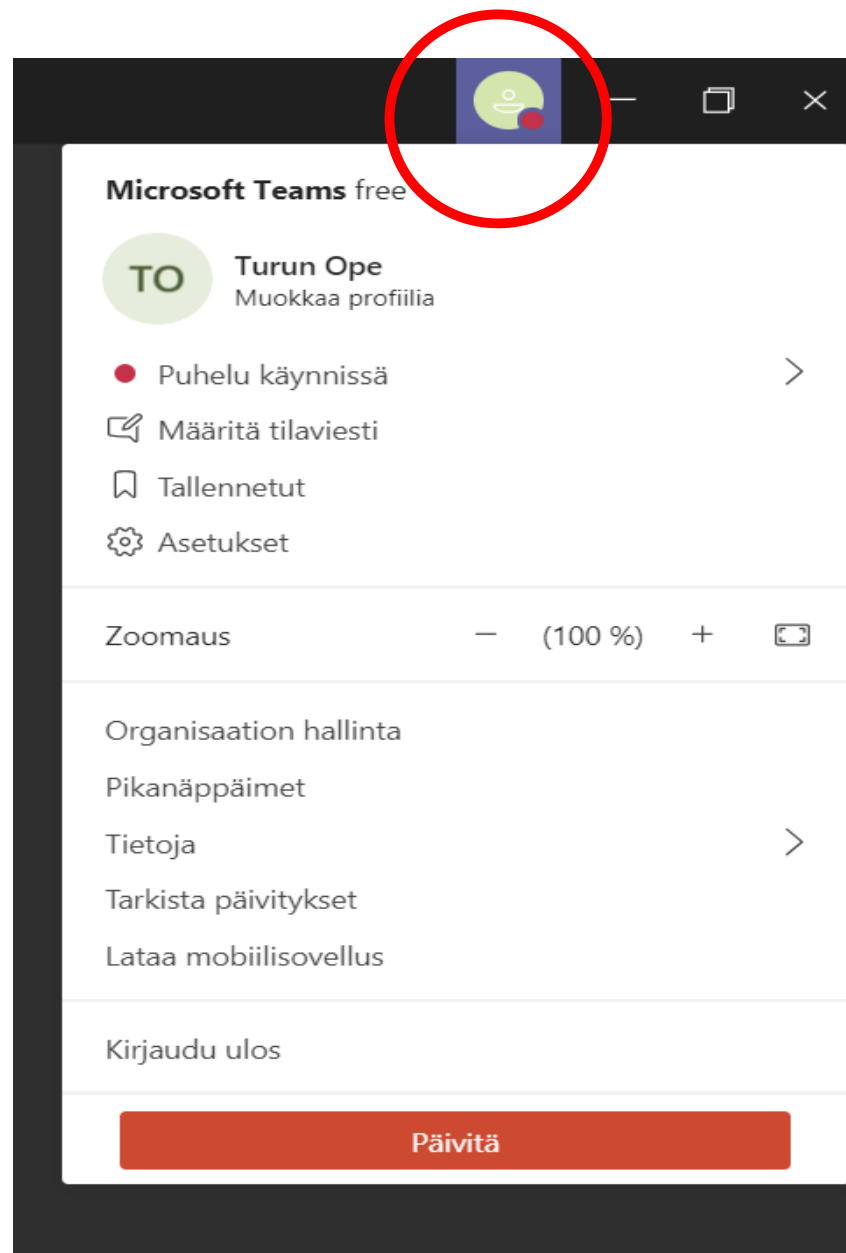 Microsoft Teams free
TO
Turun Ope
Muokkaa profiilia
Puhelu käynnissä
Määritä tilaviesti
Tallennetut
Asetukset
Zoomaus — (100 %) +
Organisaation hallinta
Pikanäppäimet
Tietoja
Tarkista päivitykset
Lataa mobiilisovellus
Kirjaudu ulos
Päivitä